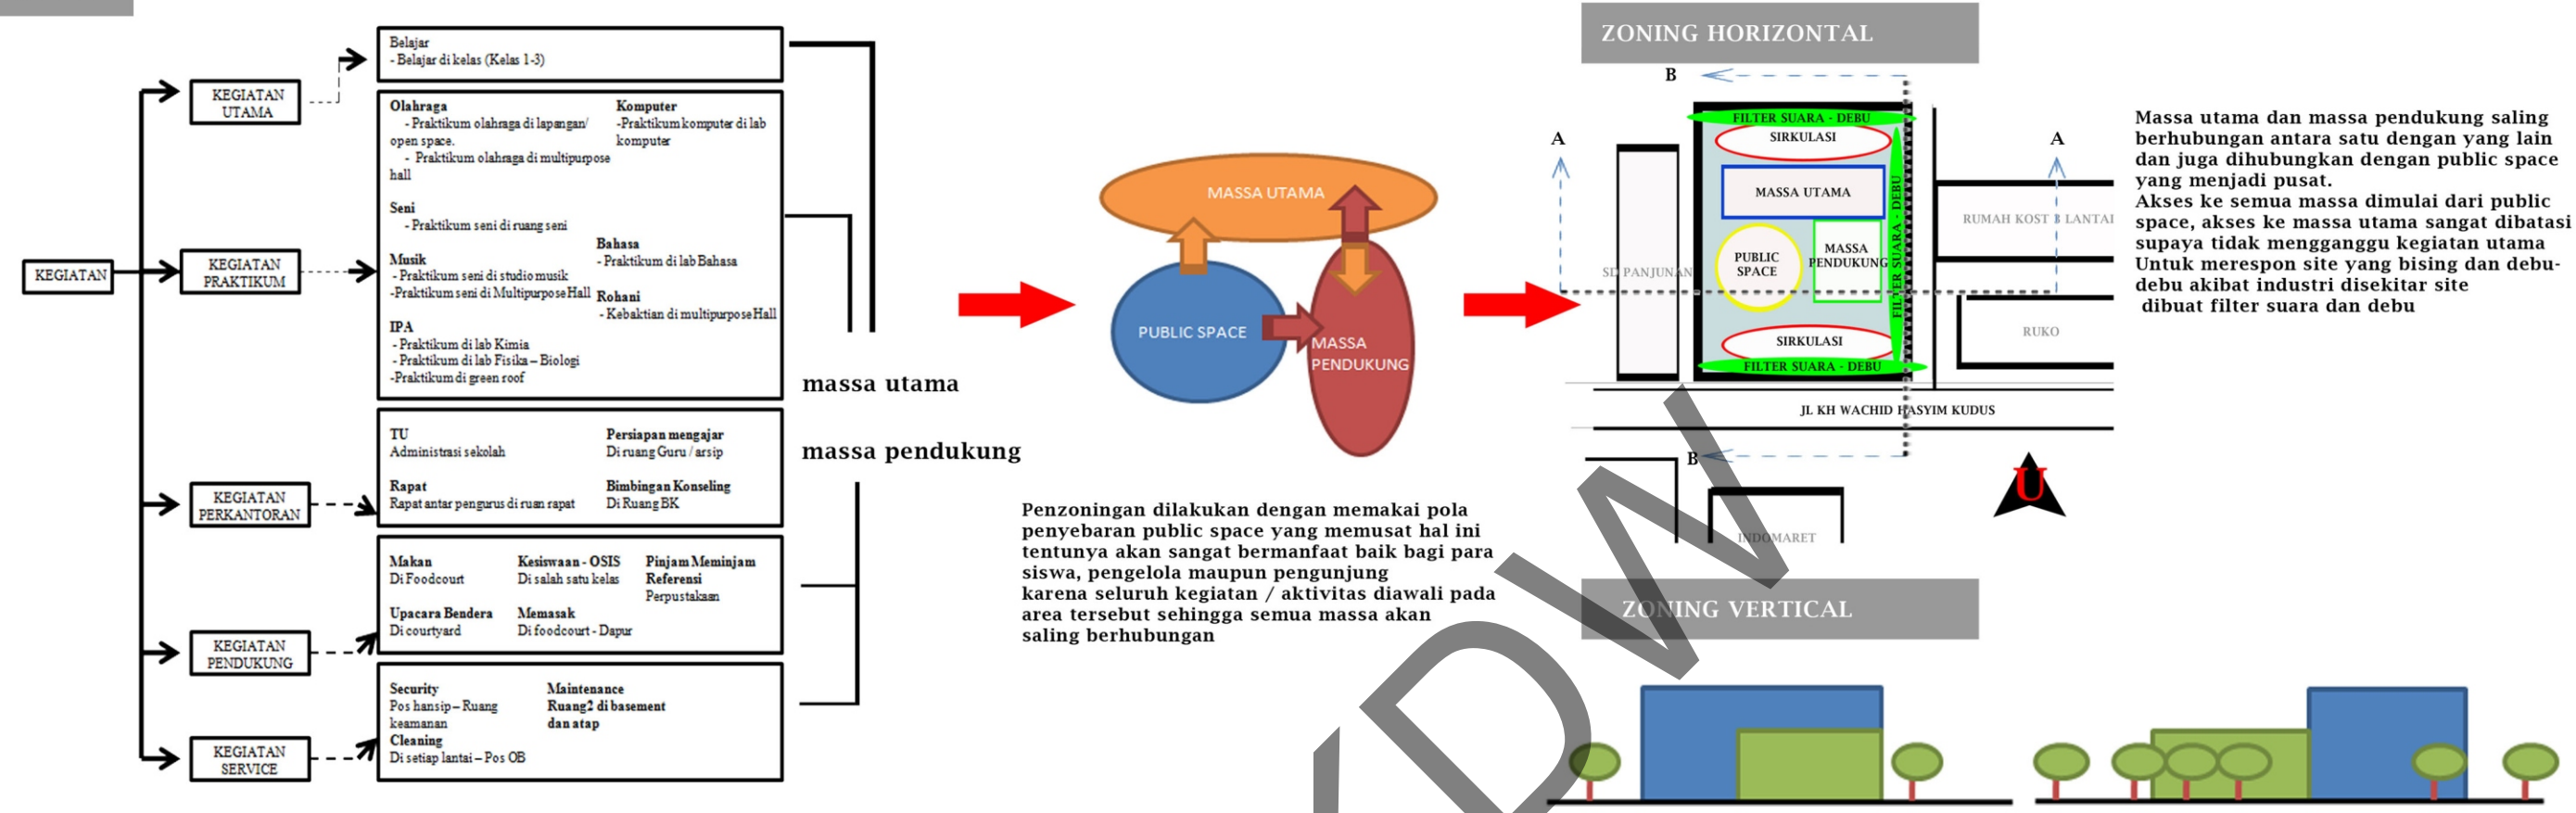 KEGIATAN
KEGIATAN
UTAMA
KEGIATAN
PRAKTIKUM
KEGIATAN
PERKANTORAN
KEGIATAN
PENDUKUNG
KEGIATAN
SERVICE
Belajar
- Belajar di kelas (Kelas 1-3)
Olahraga
- Praktikum olahraga di lapangan/
open space.
- Praktikum olahraga di multipurpose
hall
Komputer
-Praktikum komputer di lab
komputer
Seni
- Praktikum seni di ruang seni
Musik
- Praktikum seni di studio musik
-Praktikum seni di Multipurpose Hall
Bahasa
- Praktikum di lab Bahasa
Rohani
- Kebaktian di multipurpose Hall
IPA
- Praktikum di lab Kimia
- Praktikum di lab Fisika – Biologi
-Praktikum di green roof
TU
Administrasi sekolah
Persiapan mengajar
Di ruang Guru / arsip
Rapat
Rapat antar pengurus di ruan rapat
Bimbingan Konseling
Di Ruang BK
Makan
Di Foodcourt
Kesiswaan - OSIS
Di salah satu kelas
Pinjam Meminjam
Referensi
Perpustakaan
Upacara Bendera
Di courtyard
Memasak
Di foodcourt - Dapur
Security
Pos hansip – Ruang
keamanan
Maintenance
Ruang2 di basement
dan atap
Cleaning
Di setiap lantai – Pos OB
massa utama
massa pendukung
MASSA UTAMA
PUBLIC SPACE
MASSA
PENDUKUNG
Penzoningan dilakukan dengan memakai pola
penyebaran public space yang memusat hal ini
tentunya akan sangat bermanfaat baik bagi para
siswa, pengelola maupun pengunjung
karena seluruh kegiatan / aktivitas diawali pada
area tersebut sehingga semua massa akan
saling berhubungan
ZONING HORIZONTAL
B
A
A
FILTER SUARA - DEBU
SIRKULASI
MASSA UTAMA
PUBLIC
SPACE
MASSA
PENDUKUNG
FILTER SUARA - DEBU
SIRKULASI
FILTER SUARA - DEBU
SD PANJUNAN
RUMAH KOST 3 LANTAI
RUKO
JL KH WACHID HASYIM KUDUS
B
INDOMARET
U
Massa utama dan massa pendukung saling
berhubungan antara satu dengan yang lain
dan juga dihubungkan dengan public space
yang menjadi pusat.
Akses ke semua massa dimulai dari public
space, akses ke massa utama sangat dibatasi
supaya tidak mengganggu kegiatan utama
Untuk merespon site yang bising dan debu-
debu akibat industri disekitar site
dibuat filter suara dan debu
ZONING VERTICAL